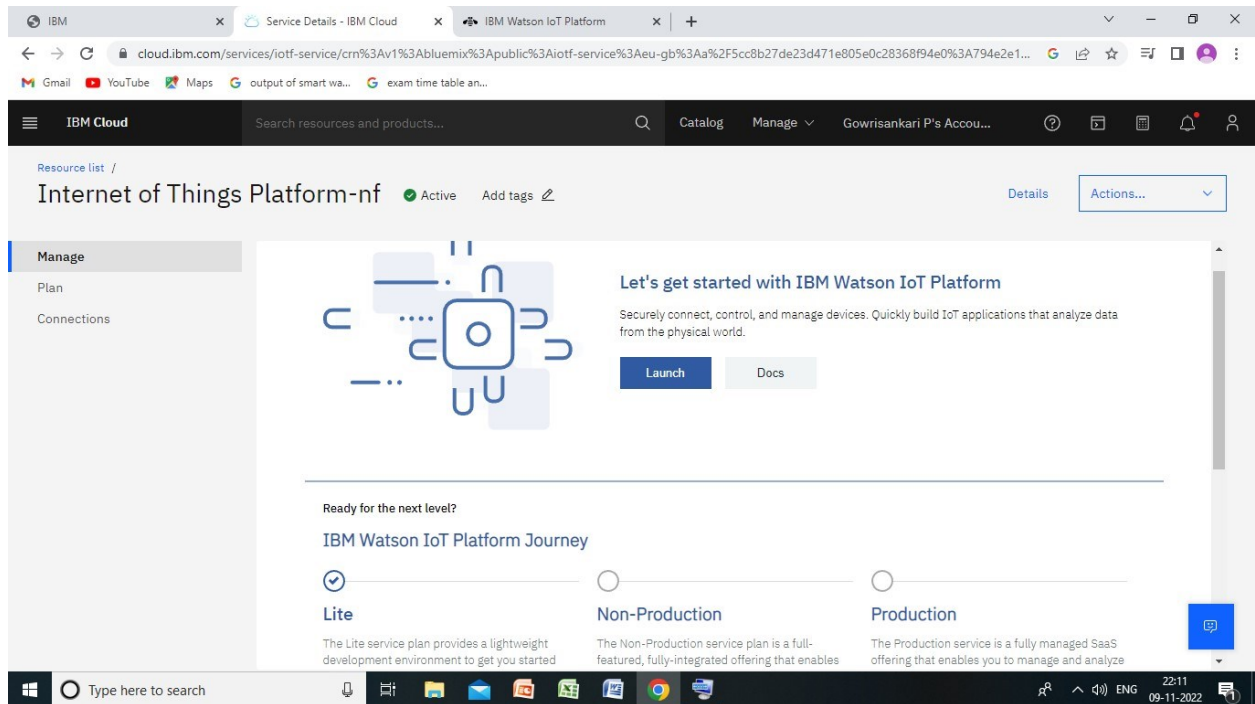 IBM
Service Details - IBM Cloud
IBM Watson IoT Platform
cloud.ibm.com/services/iotf-service/crn%3Av1%3Abluemix%3Apublic%3Aiotf-service%3Aeu-gb%3Aa%2F5cc8b27de23d471e805e0c28368f94e0%3A794e2e1...
Gmail YouTube Maps output of smart wa... exam time table an...
IBM Cloud Search resources and products... Catalog Manage Gowrisankari P's Accou...
Resource list /
Internet of Things Platform-nf Active Add tags Details Actions...
Manage
Plan
Connections
Let's get started with IBM Watson IoT Platform
Securely connect, control, and manage devices. Quickly build IoT applications that analyze data
from the physical world.
Launch Docs
Ready for the next level?
IBM Watson IoT Platform Journey
Lite
The Lite service plan provides a lightweight
development environment to get you started
Non-Production
The Non-Production service plan is a full-
featured, fully-integrated offering that enables
Production
The Production service is a fully managed SaaS
offering that enables you to manage and analyze
Type here to search
ENG
22:11
09-11-2022